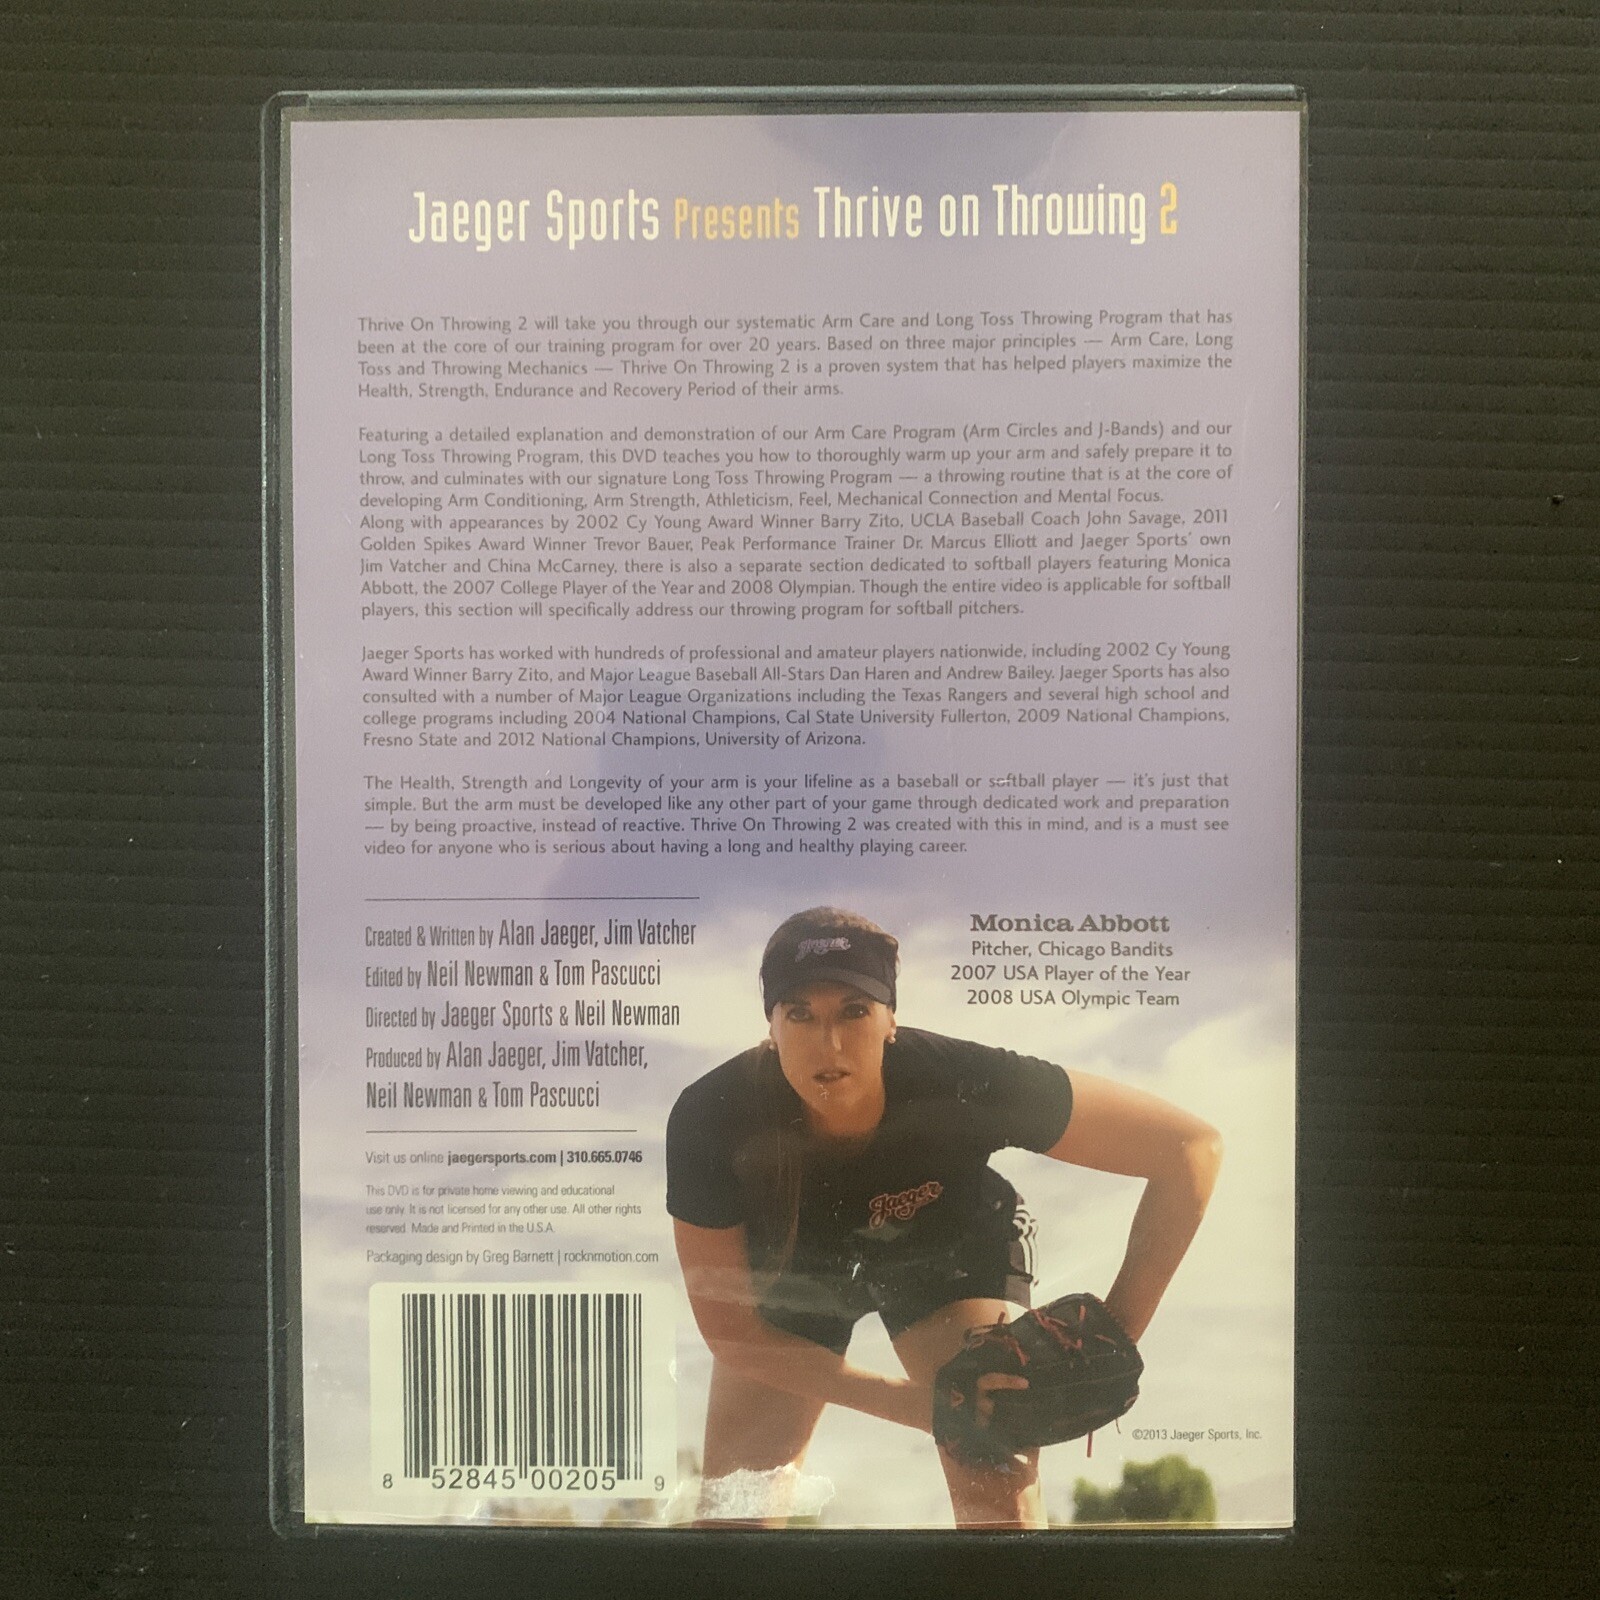 Jaeger Sports Presents Thrive on Throwing 2
Thrive On Throwing 2 will take you through our systematic Arm Care and Long Toss Throwing Program that has
been at the core of our training program for over 20 years. Based on three major principles — Arm Care, Long
Toss and Throwing Mechanics — Thrive On Throwing 2 is a proven system that has helped players maximize the
Health, Strength, Endurance and Recovery Period of their arms.
Featuring a detailed explanation and demonstration of our Arm Care Program (Arm Circles and J-Bands) and our
Long Toss Throwing Program, this DVD teaches you how to thoroughly warm up your arm and safely prepare it to
throw, and culminates with our signature Long Toss Throwing Program — a throwing routine that is at the core of
developing Arm Conditioning, Arm Strength, Athleticism, Feel, Mechanical Connection and Mental Focus.
Along with appearances by 2002 Cy Young Award Winner Barry Zito, UCLA Baseball Coach John Savage, 2011
Golden Spikes Award Winner Trevor Bauer, Peak Performance Trainer Dr. Marcus Elliott and Jaeger Sports' own
Jim Vatcher and China McCarney, there is also a separate section dedicated to softball players featuring Monica
Abbott, the 2007 College Player of the Year and 2008 Olympian. Though the entire video is applicable for softball
players, this section will specifically address our throwing program for softball pitchers.
Jaeger Sports has worked with hundreds of professional and amateur players nationwide, including 2002 Cy Young
Award Winner Barry Zito, and Major League Baseball All-Stars Dan Haren and Andrew Bailey. Jaeger Sports has also
consulted with a number of Major League Organizations including the Texas Rangers and several high school and
college programs including 2004 National Champions, Cal State University Fullerton, 2009 National Champions,
Fresno State and 2012 National Champions, University of Arizona.
The Health, Strength and Longevity of your arm is your lifeline as a baseball or softball player — it's just that
simple. But the arm must be developed like any other part of your game through dedicated work and preparation
— by being proactive, instead of reactive. Thrive On Throwing 2 was created with this in mind, and is a must see
video for anyone who is serious about having a long and healthy playing career.
Created & Written by Alan Jaeger, Jim Vatcher
Edited by Neil Newman & Tom Pascucci
Directed by Jaeger Sports & Neil Newman
Produced by Alan Jaeger, Jim Vatcher,
Neil Newman & Tom Pascucci
Visit us online jaegersports.com | 310.665.0746
This DVD is for private home viewing and educational
use only. It is not licensed for any other use. All other rights
reserved. Made and Printed in the U.S.A.
Packaging design by Greg Barnett | rocknmotion.com
8 52845 00205 9
Monica Abbott
Pitcher, Chicago Bandits
2007 USA Player of the Year
2008 USA Olympic Team
Jaeger
Jaeger
©2013 Jaeger Sports, Inc.